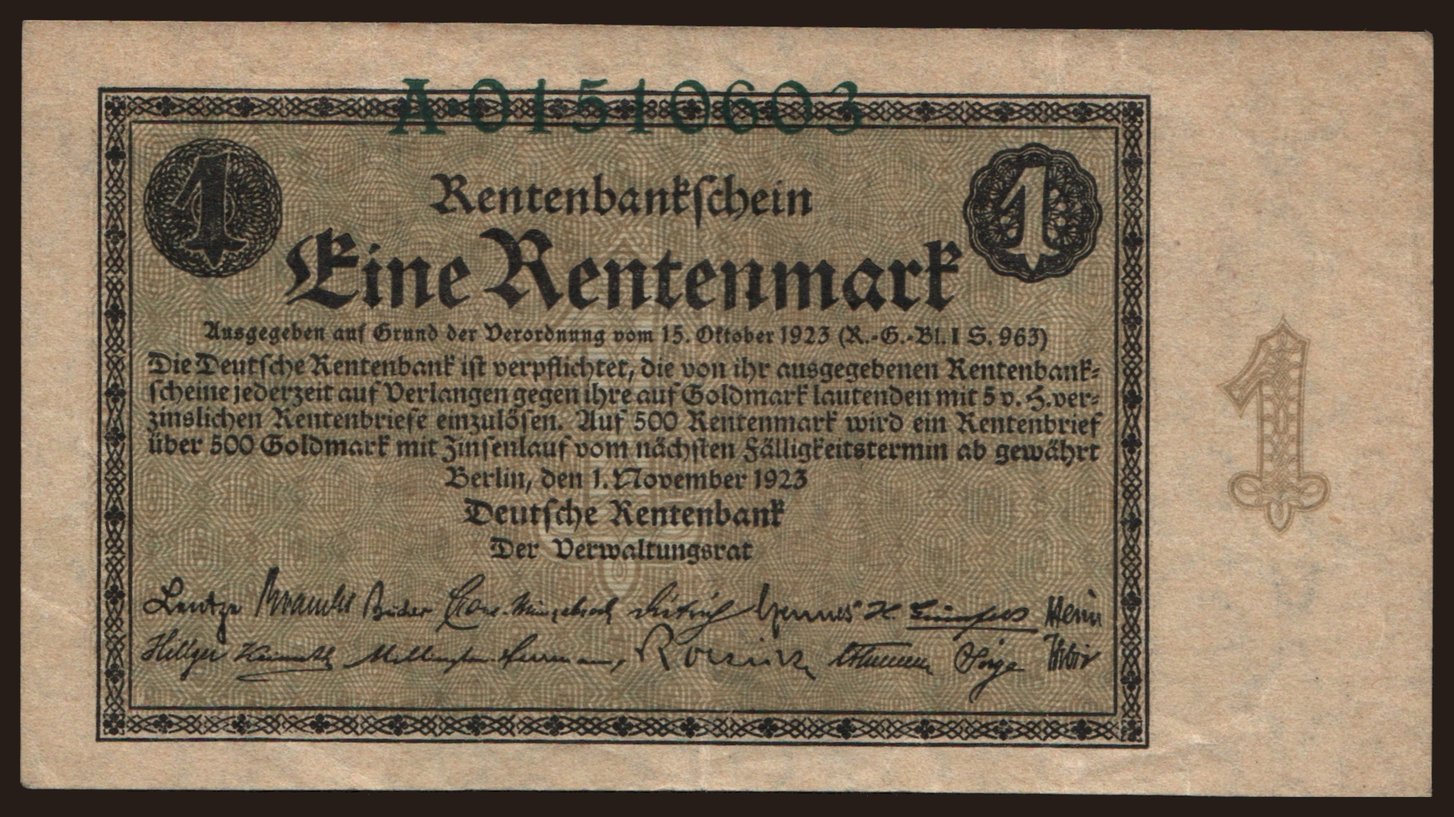 A·01510603
1
1
Rentenbankschein
Eine Rentenmark
Ausgegeben auf Grund der Verordnung vom 15. Oktober 1923 (R.-G.-Bl. I S. 963)
Die Deutsche Rentenbank ist verpflichtet, die von ihr ausgegebenen Rentenbank-
scheine jederzeit auf Verlangen gegen ihre auf Goldmark lautenden mit 5 v. H. ver-
zinslichen Rentenbriefe einzulösen. Auf 500 Rentenmark wird ein Rentenbrief
über 500 Goldmark mit Zinsenlauf vom nächsten Fälligkeitstermin ab gewährt
Berlin, den 1. November 1923
Deutsche Rentenbank
Der Verwaltungsrat
Lentze
Hillger
1